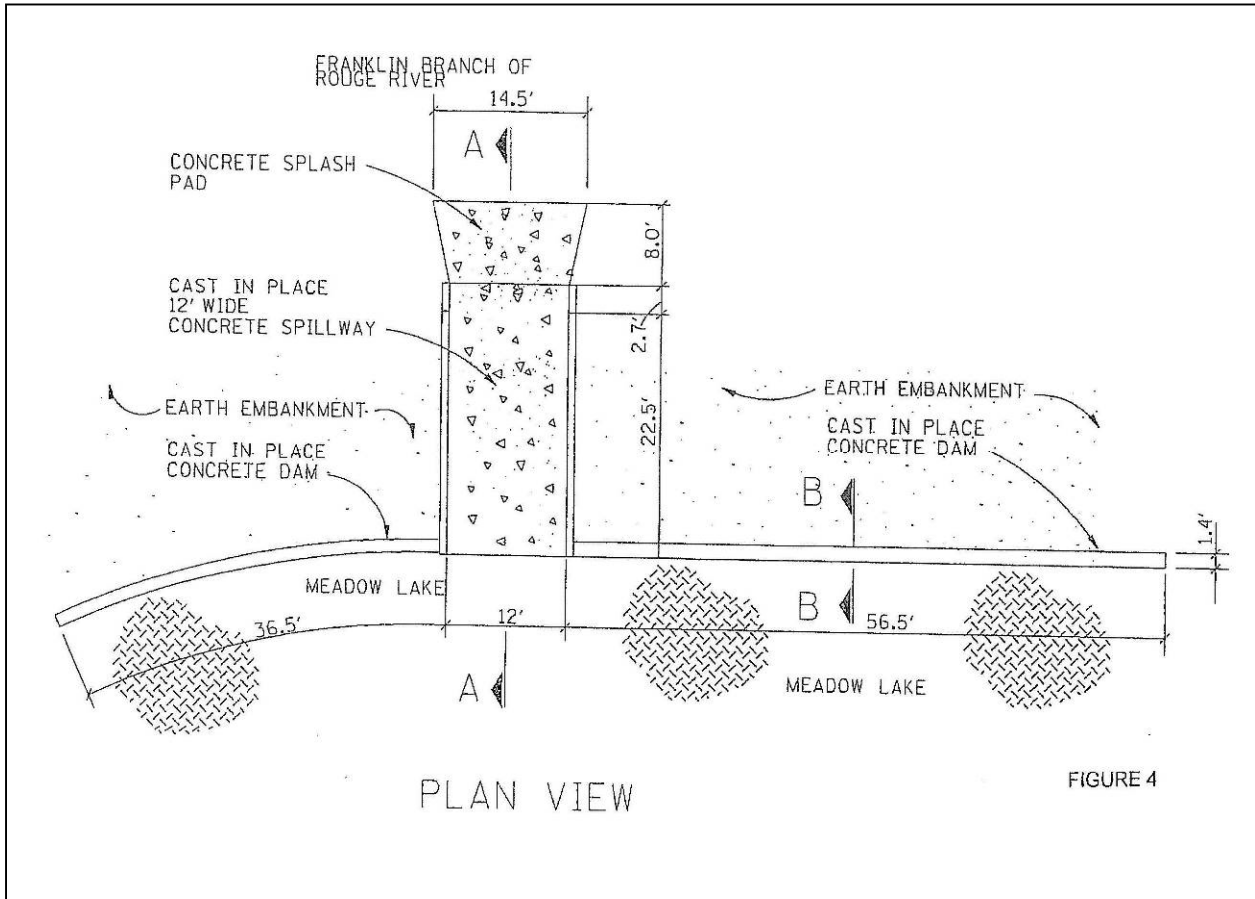 FRANKLIN BRANCH OF
ROUGE RIVER
14.5'
A
CONCRETE SPLASH
PAD
8.0'
CAST IN PLACE
12' WIDE
CONCRETE SPILLWAY
2.7'
EARTH EMBANKMENT
EARTH EMBANKMENT
22.5'
CAST IN PLACE
CONCRETE DAM
CAST IN PLACE
CONCRETE DAM
B
1.4'
MEADOW LAKE
B
36.5'
12'
56.5'
A
MEADOW LAKE
PLAN VIEW
FIGURE 4